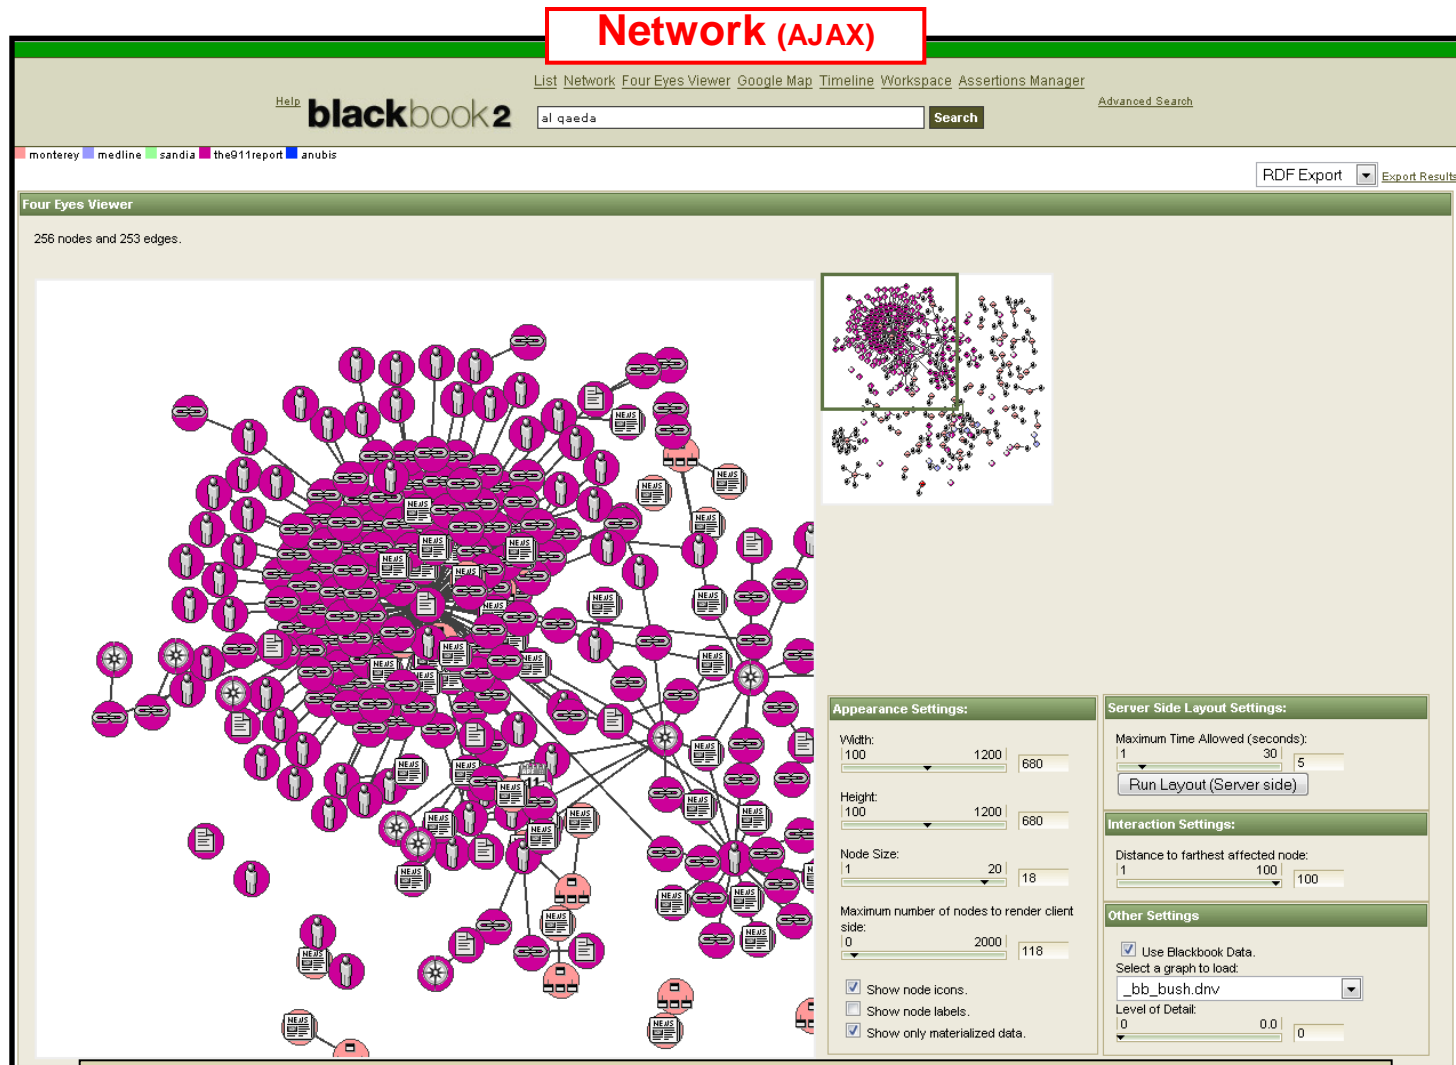 Network (AJAX)
List Network Four Eyes Viewer Google Map Timeline Workspace Assertions Manager
Help blackbook2 al qaeda Search Advanced Search
monterey medline sandia the911report anubis
RDF Export Export Results
Four Eyes Viewer
256 nodes and 253 edges.
NEWS
11
Appearance Settings:
Width:
100 1200 680
Height:
100 1200 680
Node Size:
1 20 18
Maximum number of nodes to render client
side:
0 2000 118
Show node icons.
Show node labels.
Show only materialized data.
Server Side Layout Settings:
Maximum Time Allowed (seconds):
1 30 5
Run Layout (Server side)
Interaction Settings:
Distance to farthest affected node:
1 100 100
Other Settings
Use Blackbook Data.
Select a graph to load:
_bb_bush.dnv
Level of Detail:
0 0.0 0